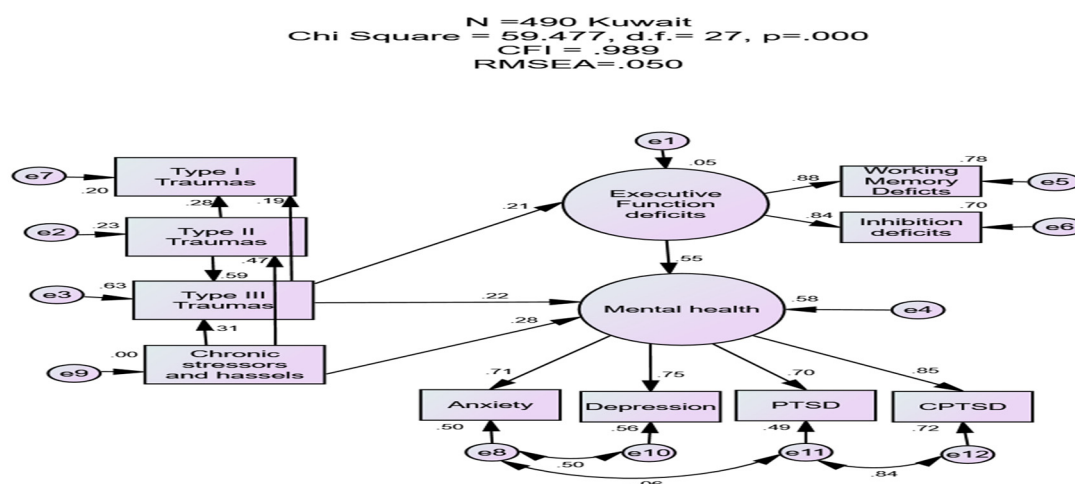 N =490 Kuwait
Chi Square = 59.477, d.f.= 27, p=.000
CFI = .989
RMSEA=.050
e1
.05
Executive
Function
deficits
e7
.20
Type I
Traumas
.28
.19
e2
.23
Type II
Traumas
.47
.59
e3
.63
Type III
Traumas
.31
e9
.00
Chronic
stressors
and hassels
.21
.22
.28
.88
.84
.78
Working
Memory
Deficts
e5
.70
Inhibition
deficits
e6
.55
Mental health
.58
e4
.71
.75
.70
.85
Anxiety
Depression
PTSD
CPTSD
.50
.56
.49
.72
e8
e10
e11
e12
.50
.84